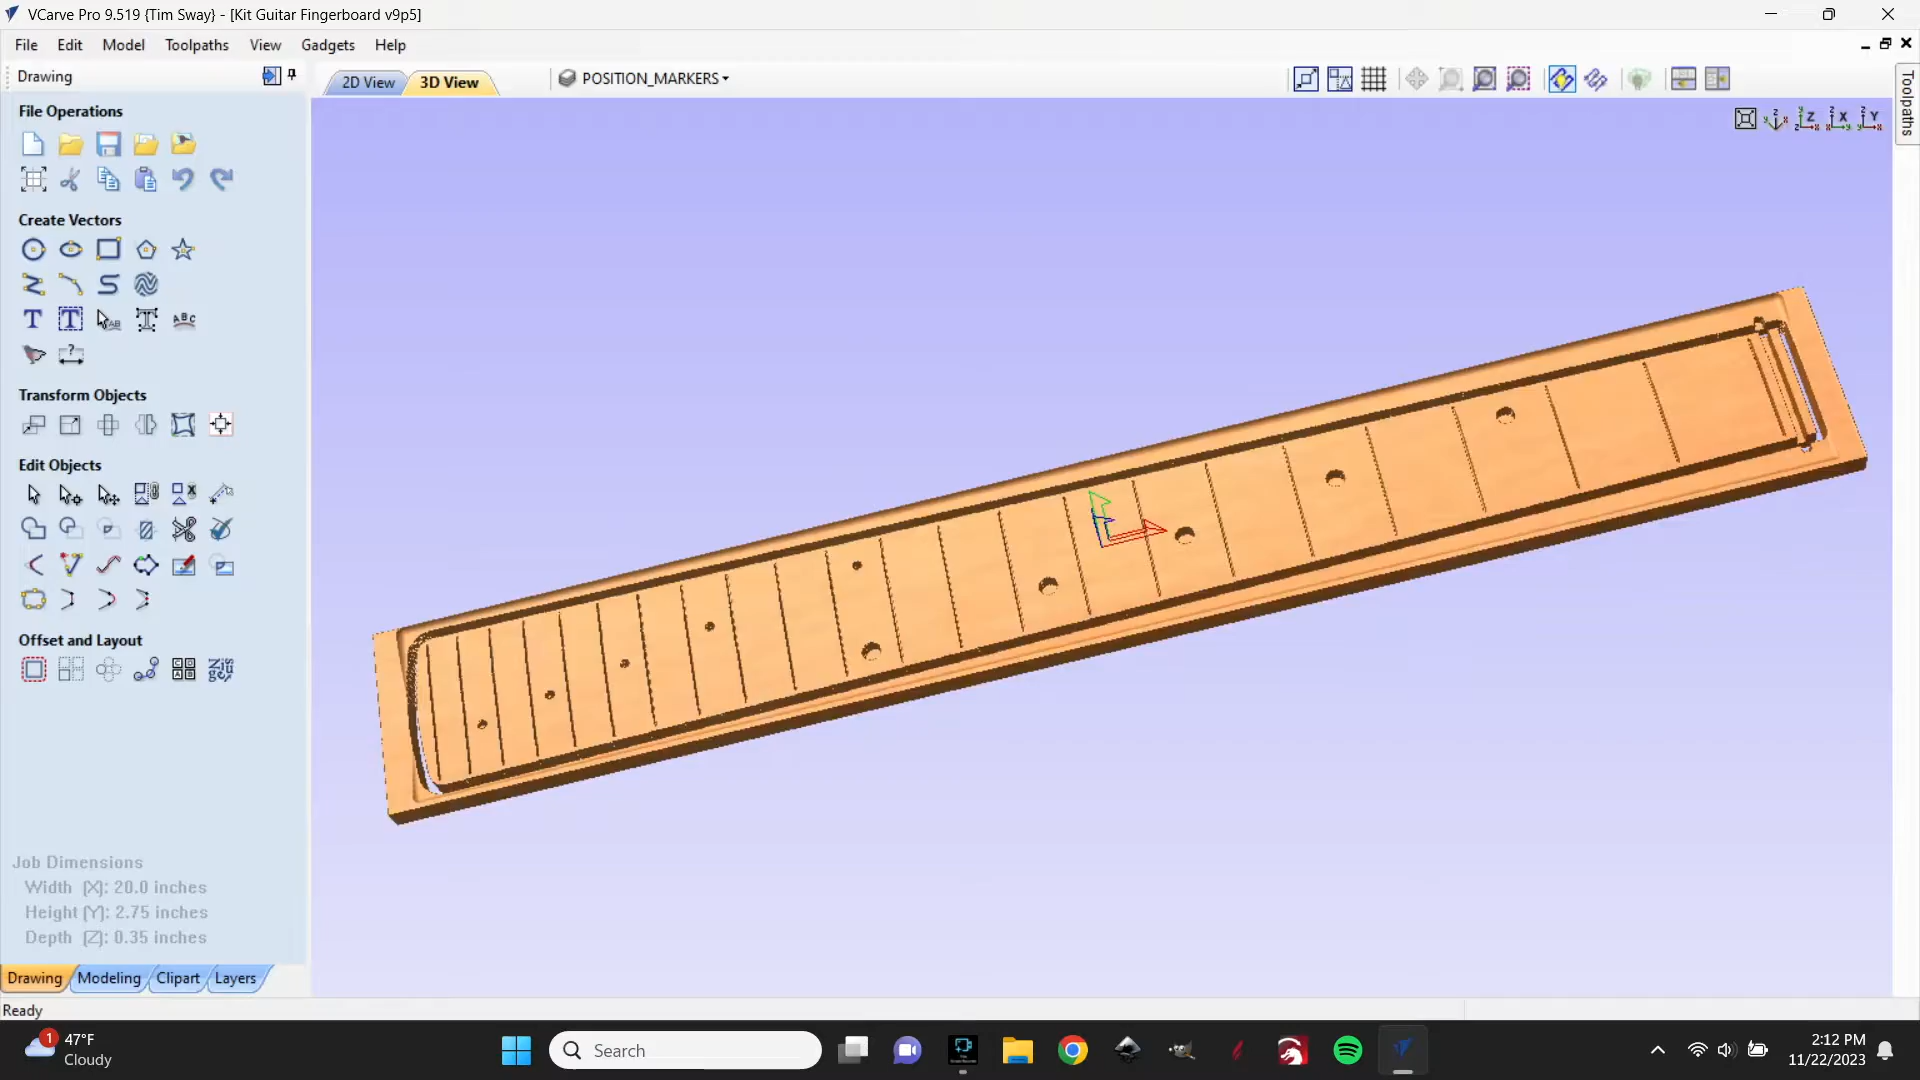 VCarve Pro 9.519 {Tim Sway} - [Kit Guitar Fingerboard v9p5]
File Edit Model Toolpaths View Gadgets Help
Drawing
2D View 3D View POSITION_MARKERS
Toolpaths
File Operations
Create Vectors
Transform Objects
Edit Objects
Offset and Layout
Job Dimensions
Width (X): 20.0 inches
Height (Y): 2.75 inches
Depth (Z): 0.35 inches
Drawing Modeling Clipart Layers
Ready
1
47°F
Cloudy
Search
2:12 PM
11/22/2023